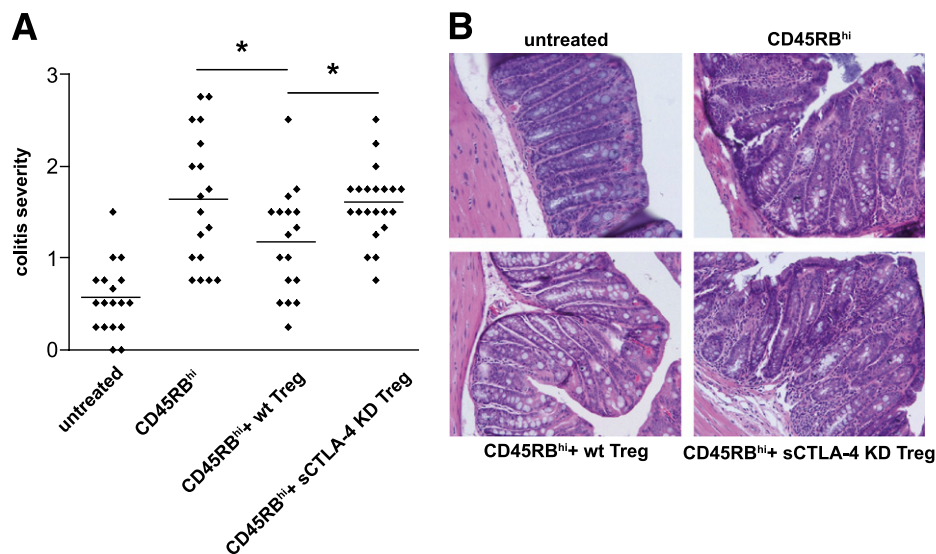 A
*
*
3
2
1
0
colitis severity
untreated
CD45RBhi
CD45RBhi+ wt Treg
CD45RBhi+ sCTLA-4 KD Treg
B
untreated
CD45RBhi
CD45RBhi+ wt Treg
CD45RBhi+ sCTLA-4 KD Treg